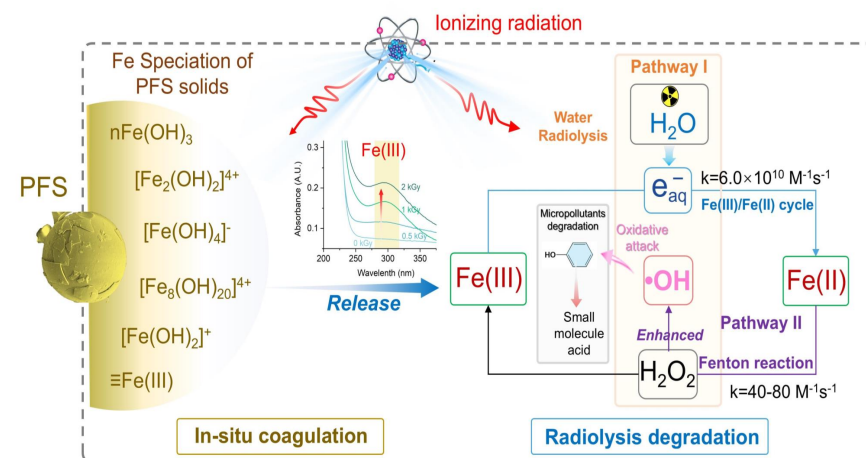 Ionizing radiation
Fe Speciation of
PFS solids
nFe(OH)3
[Fe2(OH)2]4+
[Fe(OH)4]-
[Fe8(OH)20]4+
[Fe(OH)2]+
≡Fe(III)
PFS
In-situ coagulation
Fe(III)
Absorbance (A.U.)
0.3
0.2
0.1
2 kGy
1 kGy
0.5 kGy
0 kGy
200 250 300 350
Wavelenth (nm)
Release
Water
Radiolysis
Pathway I
H2O
e-aq
k=6.0×10^10 M-1s-1
Fe(III)/Fe(II) cycle
Micropollutants
degradation
HO
Small
molecule
acid
Oxidative
attack
•OH
Fe(III)
Fe(II)
Enhanced
Pathway II
H2O2
Fenton reaction
k=40-80 M-1s-1
Radiolysis degradation